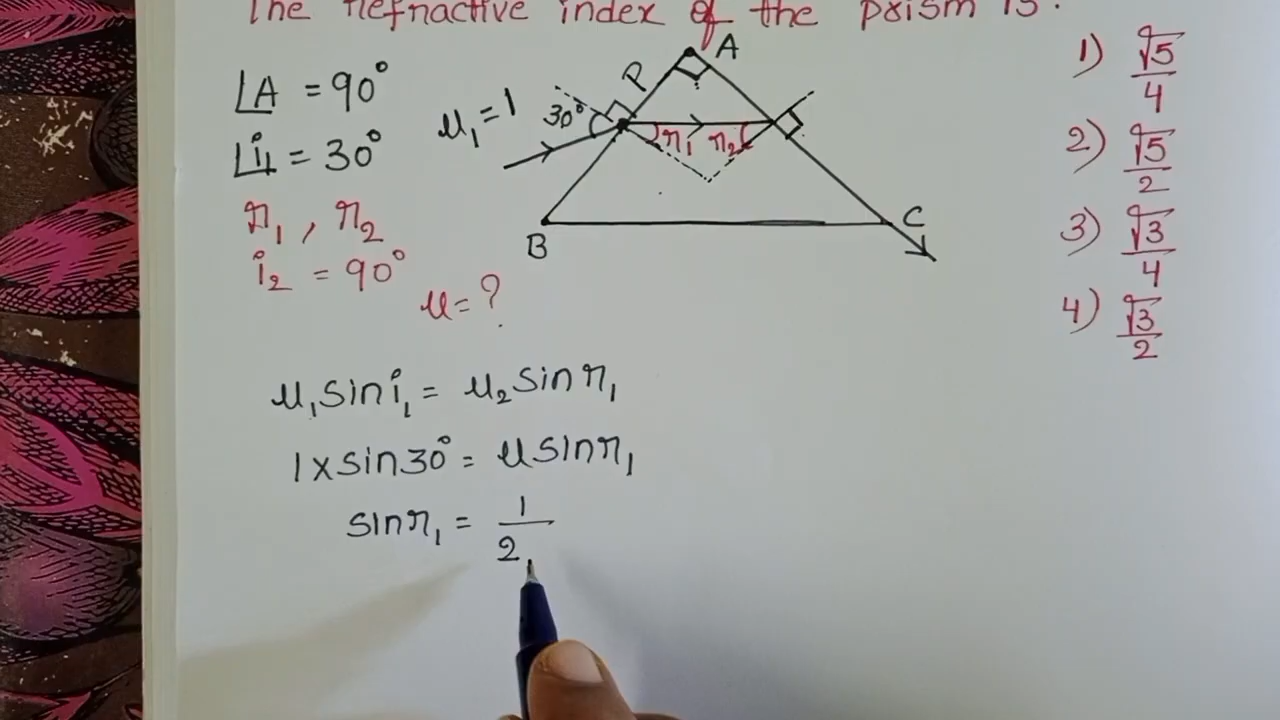 The refractive index of the prism is:
∟A = 90°
∟i₁ = 30°
r₁, r₂
i₂ = 90°
μ = ?
A
P
μ₁ = 1
30°
r₁ r₂
B
C
1) √5/4
2) √5/2
3) √3/4
4) √3/2
μ₁ sin i₁ = μ₂ sin r₁
1 x sin30° = μ sin r₁
sin r₁ = 1/2